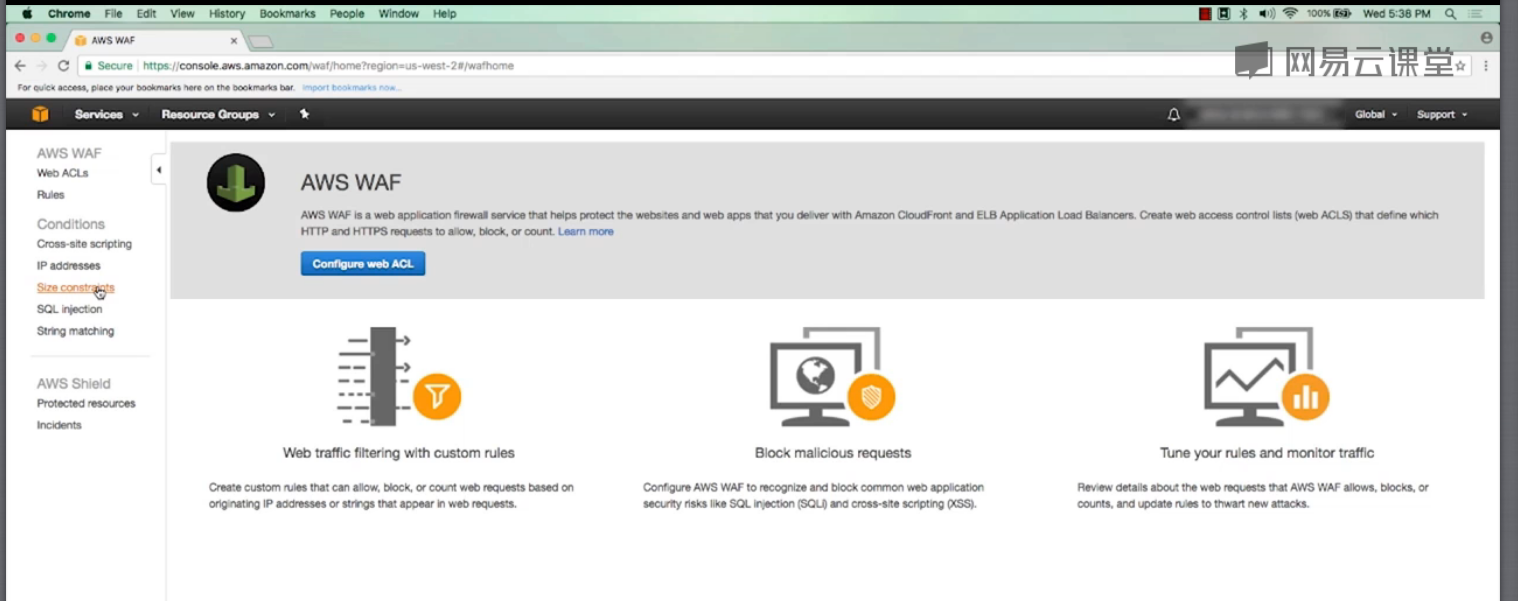 Chrome File Edit View History Bookmarks People Window Help 100% Wed 5:38 PM
AWS WAF
Secure https://console.aws.amazon.com/waf/home?region=us-west-2#/wafhome
网易云课堂
For quick access, place your bookmarks here on the bookmarks bar. Import bookmarks now...
Services Resource Groups Global Support
AWS WAF
Web ACLs
Rules
Conditions
Cross-site scripting
IP addresses
Size constraints
SQL injection
String matching
AWS Shield
Protected resources
Incidents
AWS WAF
AWS WAF is a web application firewall service that helps protect the websites and web apps that you deliver with Amazon CloudFront and ELB Application Load Balancers. Create web access control lists (web ACLS) that define which
HTTP and HTTPS requests to allow, block, or count. Learn more
Configure web ACL
Web traffic filtering with custom rules
Create custom rules that can allow, block, or count web requests based on
originating IP addresses or strings that appear in web requests.
Block malicious requests
Configure AWS WAF to recognize and block common web application
security risks like SQL injection (SQLi) and cross-site scripting (XSS).
Tune your rules and monitor traffic
Review details about the web requests that AWS WAF allows, blocks, or
counts, and update rules to thwart new attacks.